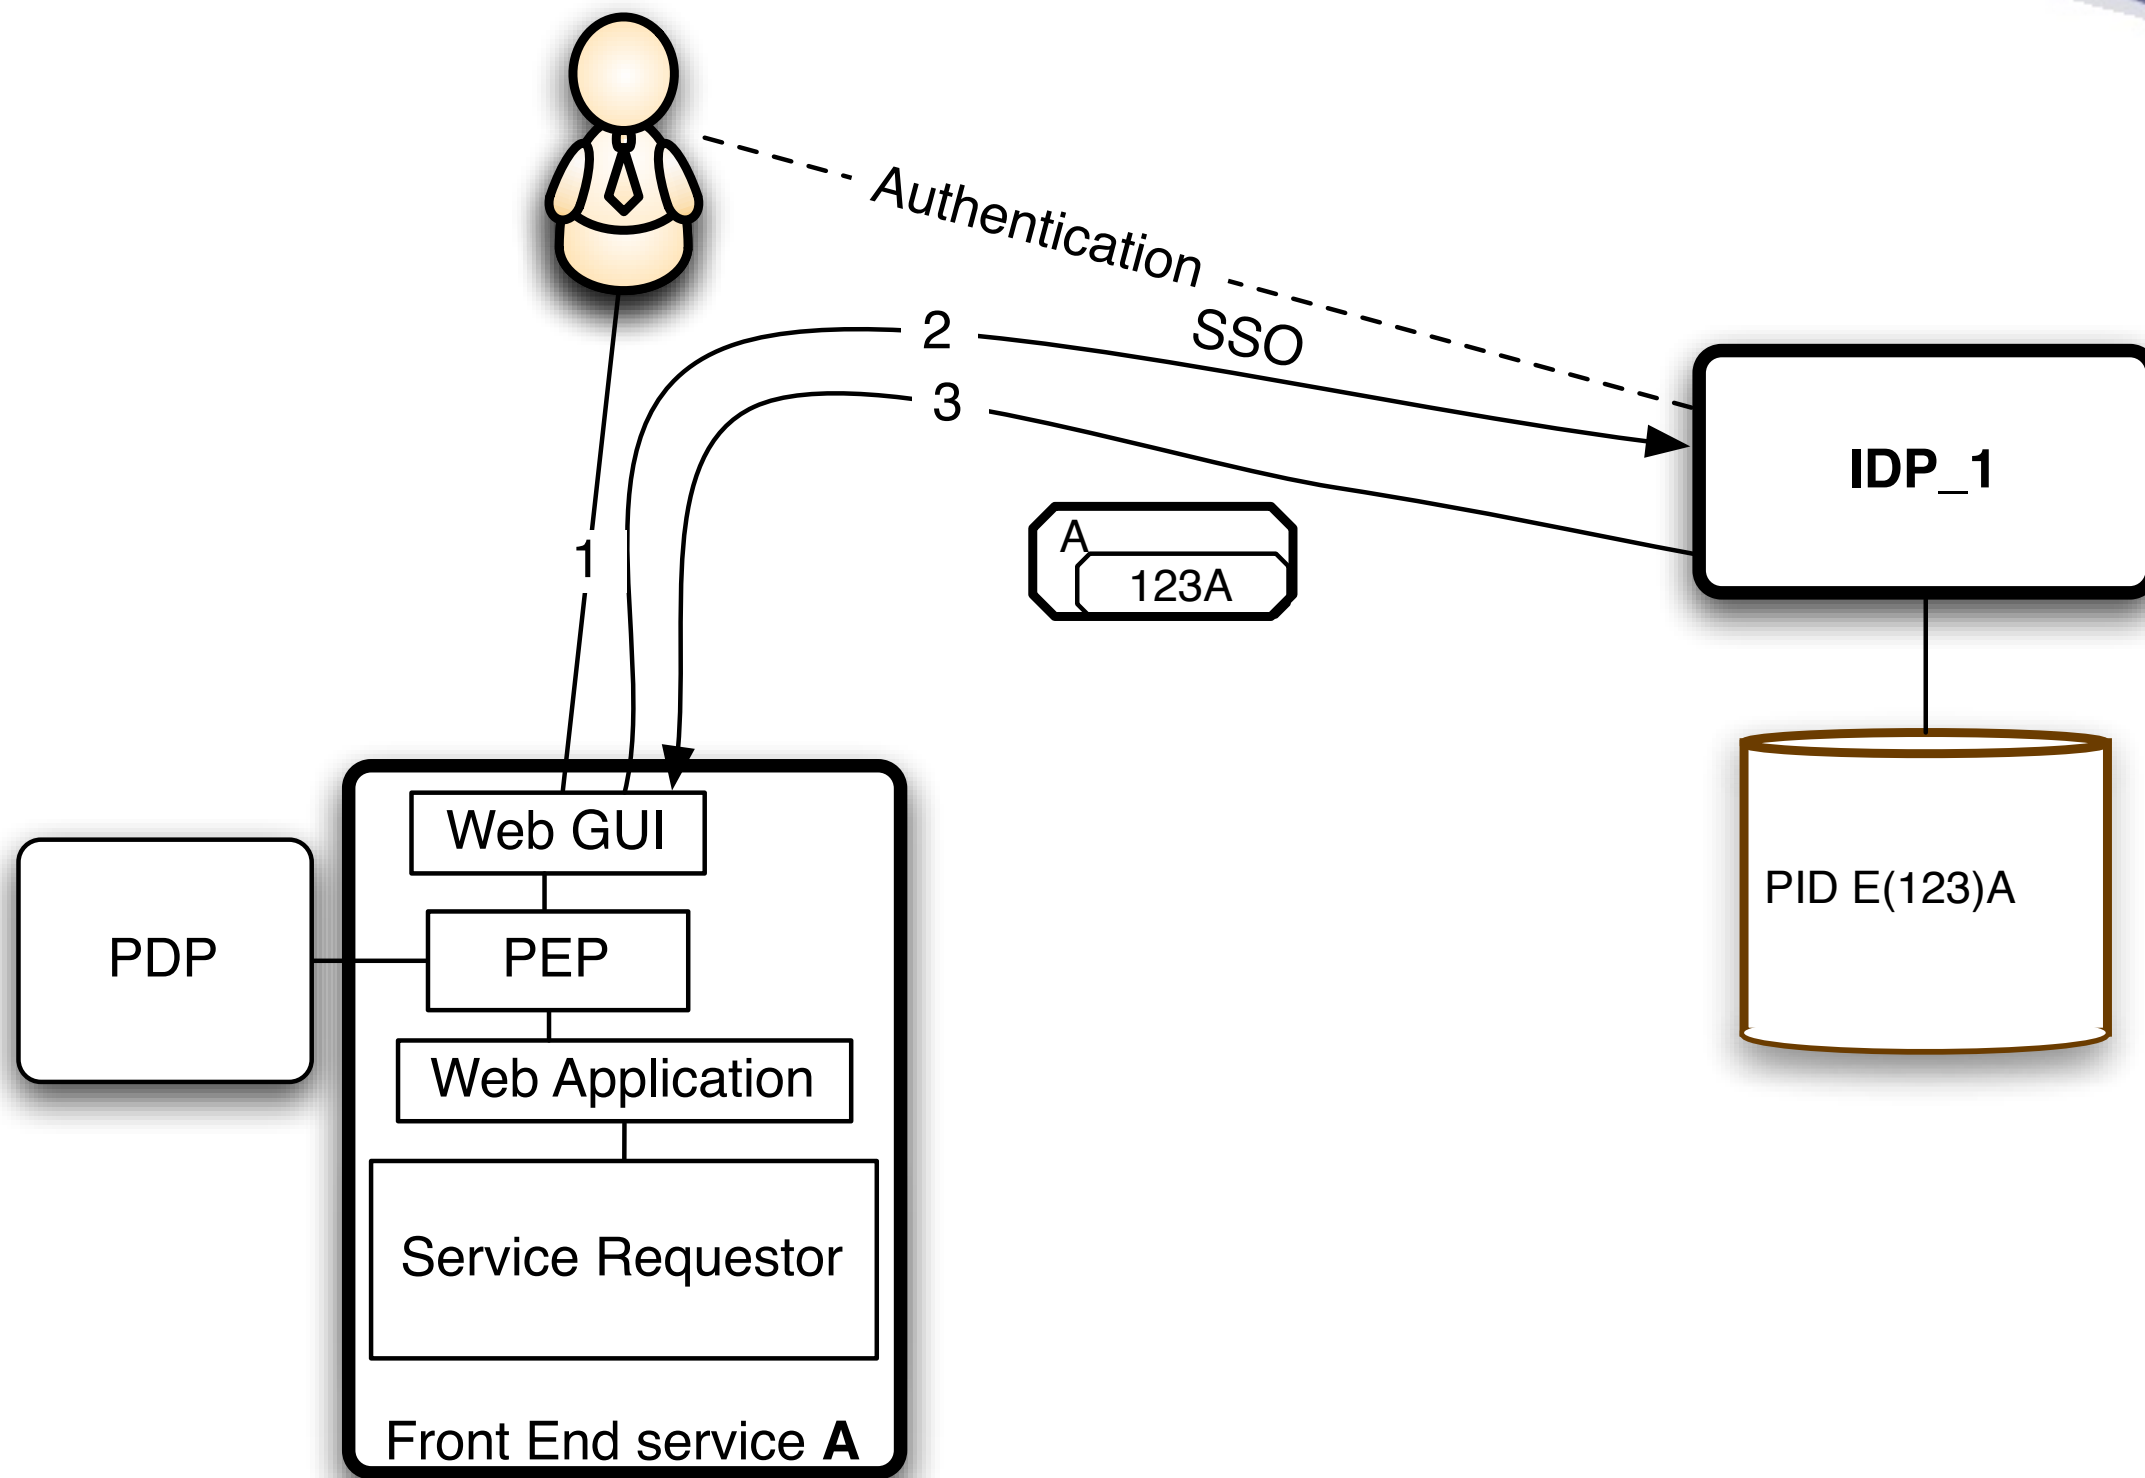 Authentication
2
SSO
3
IDP_1
A
1
123A
Web GUI
PID E(123)A
PDP
PEP
Web Application
Service Requestor
Front End service A